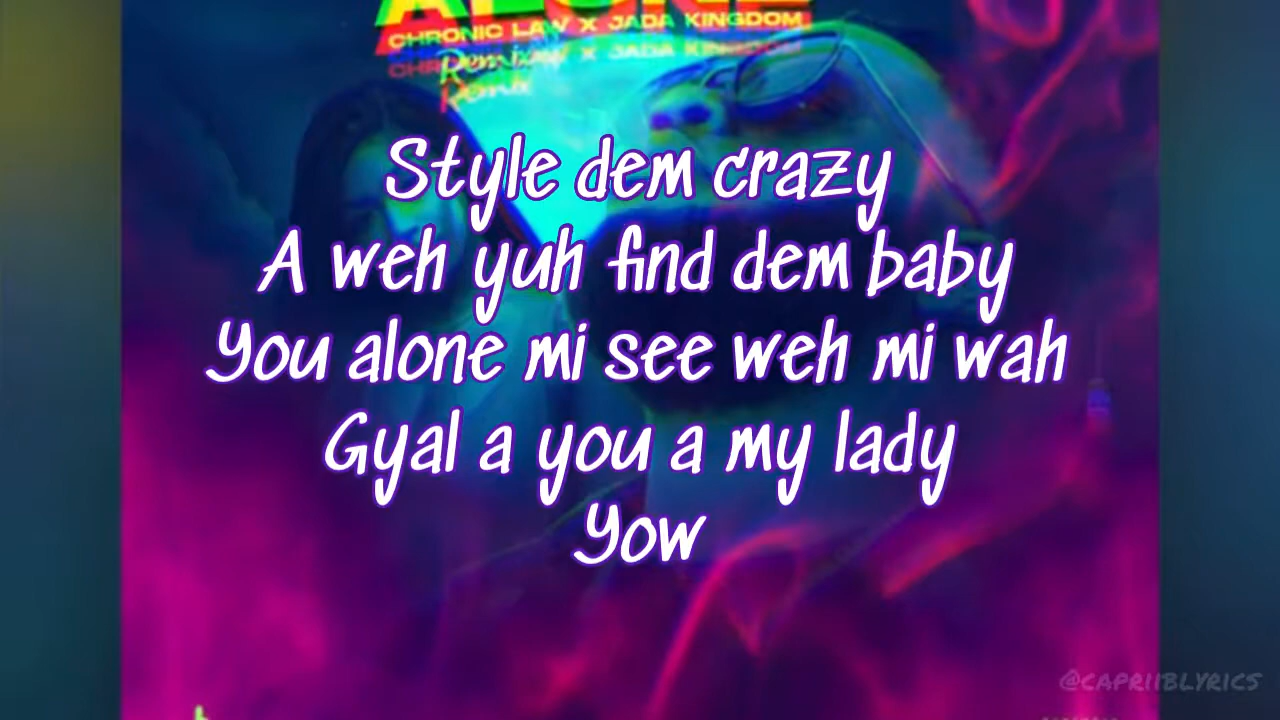 ALONE
CHRONIC LAW X JADA KINGDOM
Remix
Style dem crazy
A weh yuh find dem baby
You alone mi see weh mi wah
Gyal a you a my lady
Yow
@CAPRIIBLYRICS